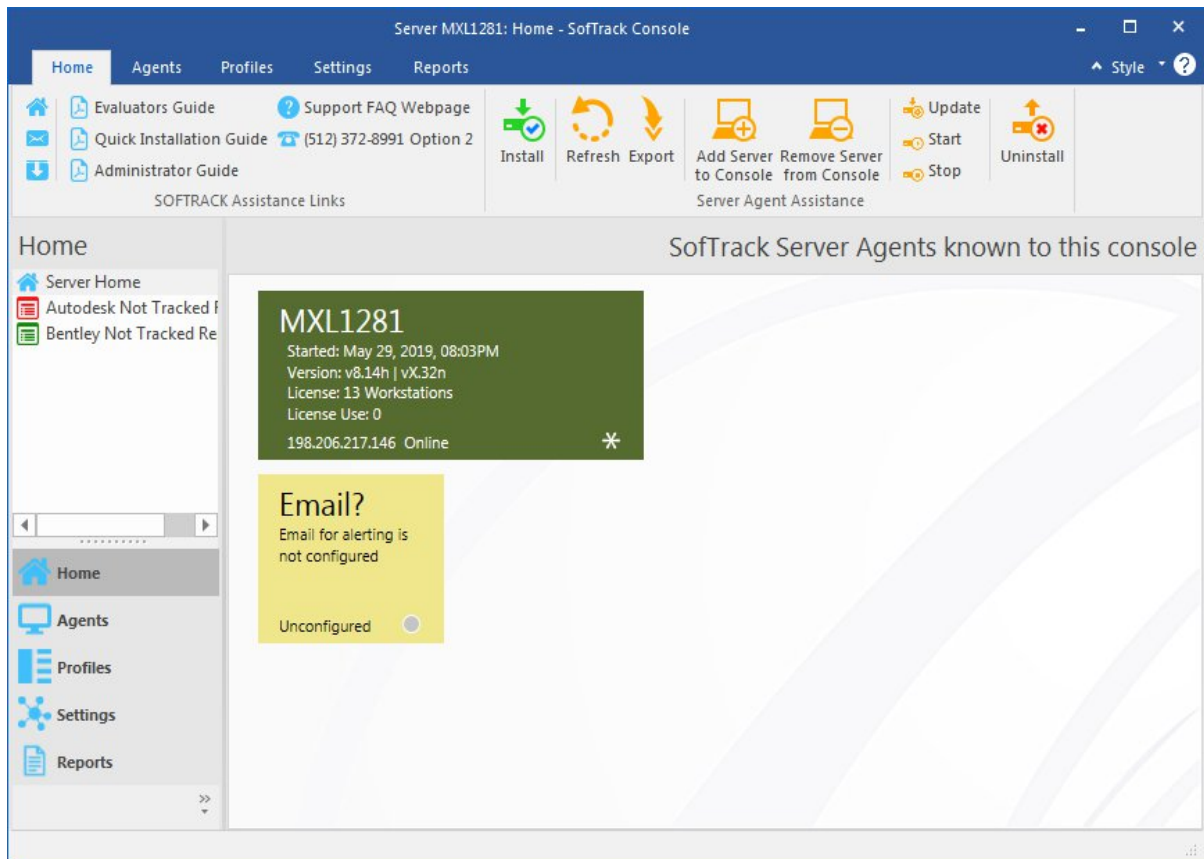 Server MXL1281: Home - SofTrack Console
Home Agents Profiles Settings Reports
Style
Evaluators Guide
Support FAQ Webpage
Quick Installation Guide
(512) 372-8991 Option 2
Administrator Guide
SOFTRACK Assistance Links
Install
Refresh
Export
Add Server
to Console
Remove Server
from Console
Update
Start
Stop
Uninstall
Server Agent Assistance
Home
SofTrack Server Agents known to this console
Server Home
Autodesk Not Tracked
Bentley Not Tracked Re
MXL1281
Started: May 29, 2019, 08:03PM
Version: v8.14h | vX.32n
License: 13 Workstations
License Use: 0
198.206.217.146 Online
Email?
Email for alerting is
not configured
Unconfigured
Home
Agents
Profiles
Settings
Reports